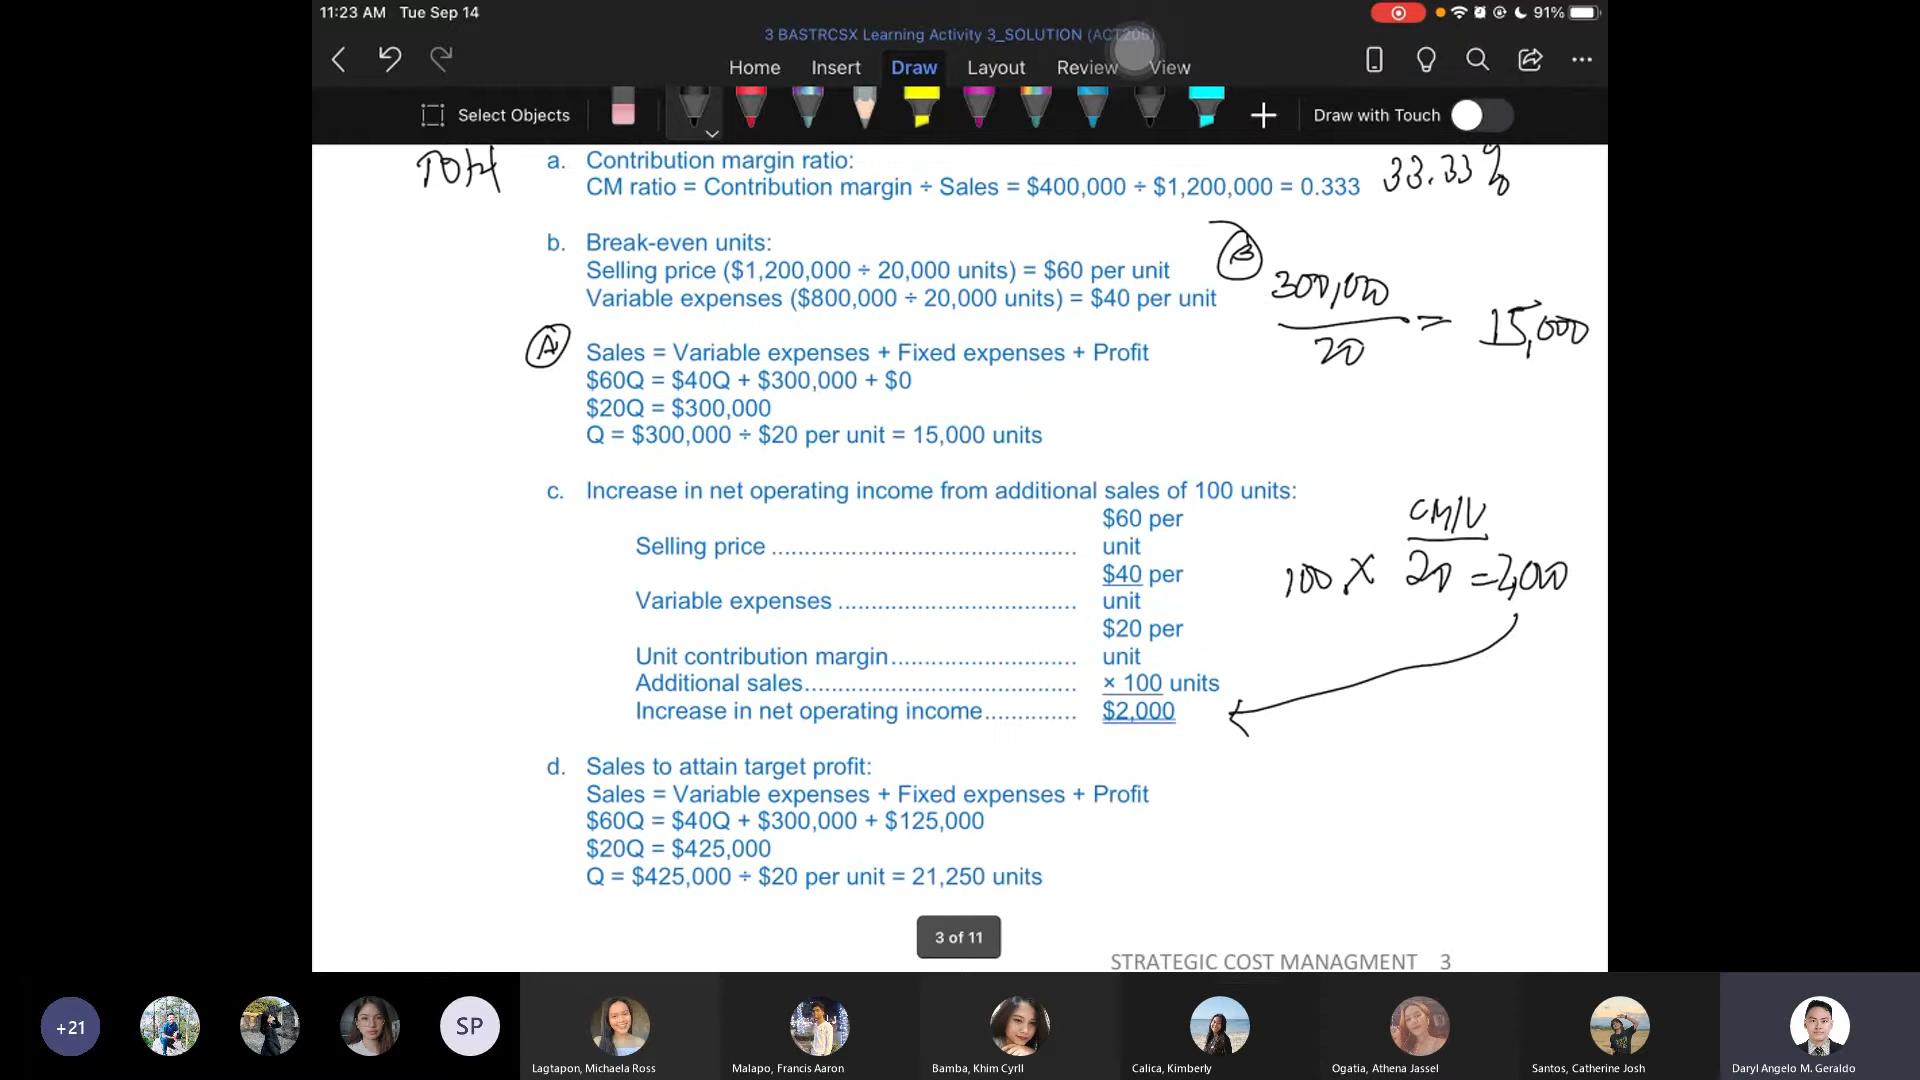 11:23 AM Tue Sep 14
91%
3 BASTRCSX Learning Activity 3_SOLUTION (ACT205)
Home Insert Draw Layout Review View
Select Objects
Draw with Touch
Total
a. Contribution margin ratio:
CM ratio = Contribution margin ÷ Sales = $400,000 ÷ $1,200,000 = 0.333
33.33%
b. Break-even units:
Selling price ($1,200,000 ÷ 20,000 units) = $60 per unit
Variable expenses ($800,000 ÷ 20,000 units) = $40 per unit
B
300,000
20
= 15,000
A
Sales = Variable expenses + Fixed expenses + Profit
$60Q = $40Q + $300,000 + $0
$20Q = $300,000
Q = $300,000 ÷ $20 per unit = 15,000 units
c. Increase in net operating income from additional sales of 100 units:
$60 per
Selling price .............................................. unit
$40 per
Variable expenses .................................... unit
$20 per
Unit contribution margin............................ unit
Additional sales......................................... × 100 units
Increase in net operating income.............. $2,000
CM/U
100 x 20 = 2,000
d. Sales to attain target profit:
Sales = Variable expenses + Fixed expenses + Profit
$60Q = $40Q + $300,000 + $125,000
$20Q = $425,000
Q = $425,000 ÷ $20 per unit = 21,250 units
3 of 11
STRATEGIC COST MANAGMENT 3
+21
SP
Lagtapon, Michaela Ross
Malapo, Francis Aaron
Bamba, Khim Cyrll
Calica, Kimberly
Ogatia, Athena Jassel
Santos, Catherine Josh
Daryl Angelo M. Geraldo